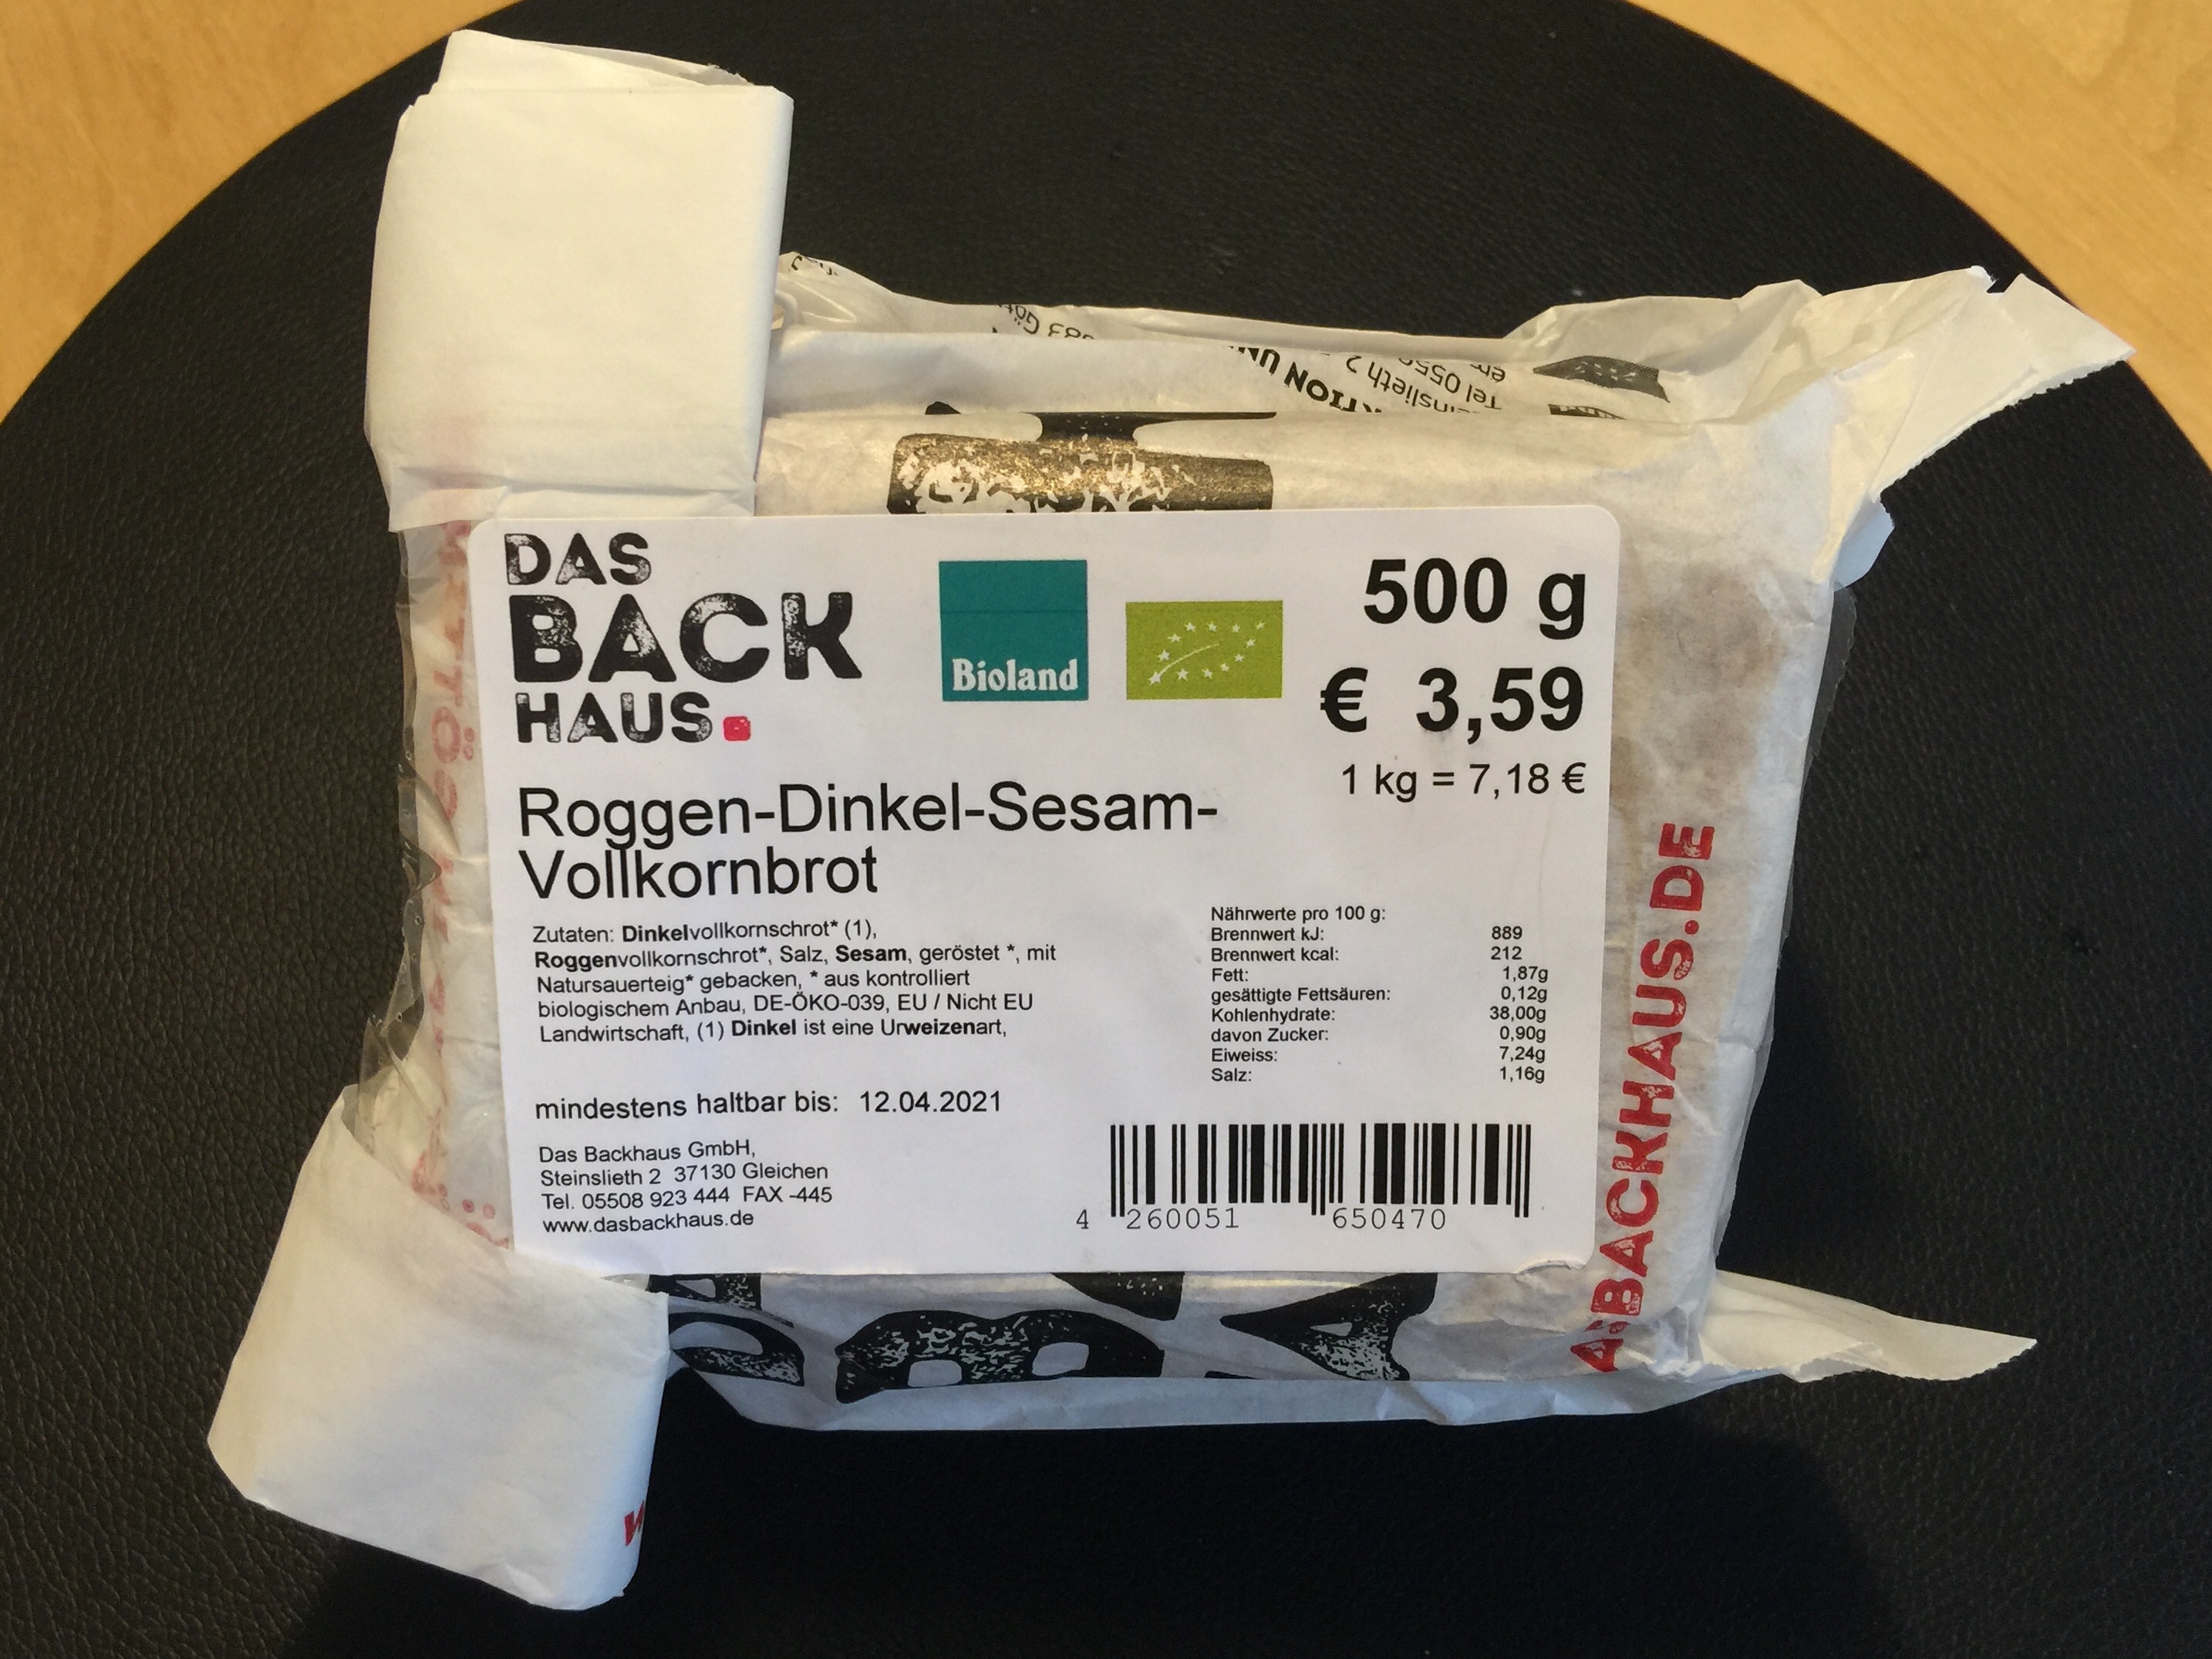 DAS
BACK
HAUS.
Bioland
500 g
€ 3,59
1 kg = 7,18 €
Roggen-Dinkel-Sesam-
Vollkornbrot
Zutaten: Dinkelvollkornschrot* (1),
Roggenvollkornschrot*, Salz, Sesam, geröstet *, mit
Natursauerteig* gebacken, * aus kontrolliert
biologischem Anbau, DE-ÖKO-039, EU / Nicht EU
Landwirtschaft, (1) Dinkel ist eine Urweizenart,
Nährwerte pro 100 g:
Brennwert kJ: 889
Brennwert kcal: 212
Fett: 1,87g
gesättigte Fettsäuren: 0,12g
Kohlenhydrate: 38,00g
davon Zucker: 0,90g
Eiweiss: 7,24g
Salz: 1,16g
mindestens haltbar bis: 12.04.2021
Das Backhaus GmbH,
Steinslieth 2 37130 Gleichen
Tel. 05508 923 444 FAX -445
www.dasbackhaus.de
4 260051 650470
BACKHAUS.DE